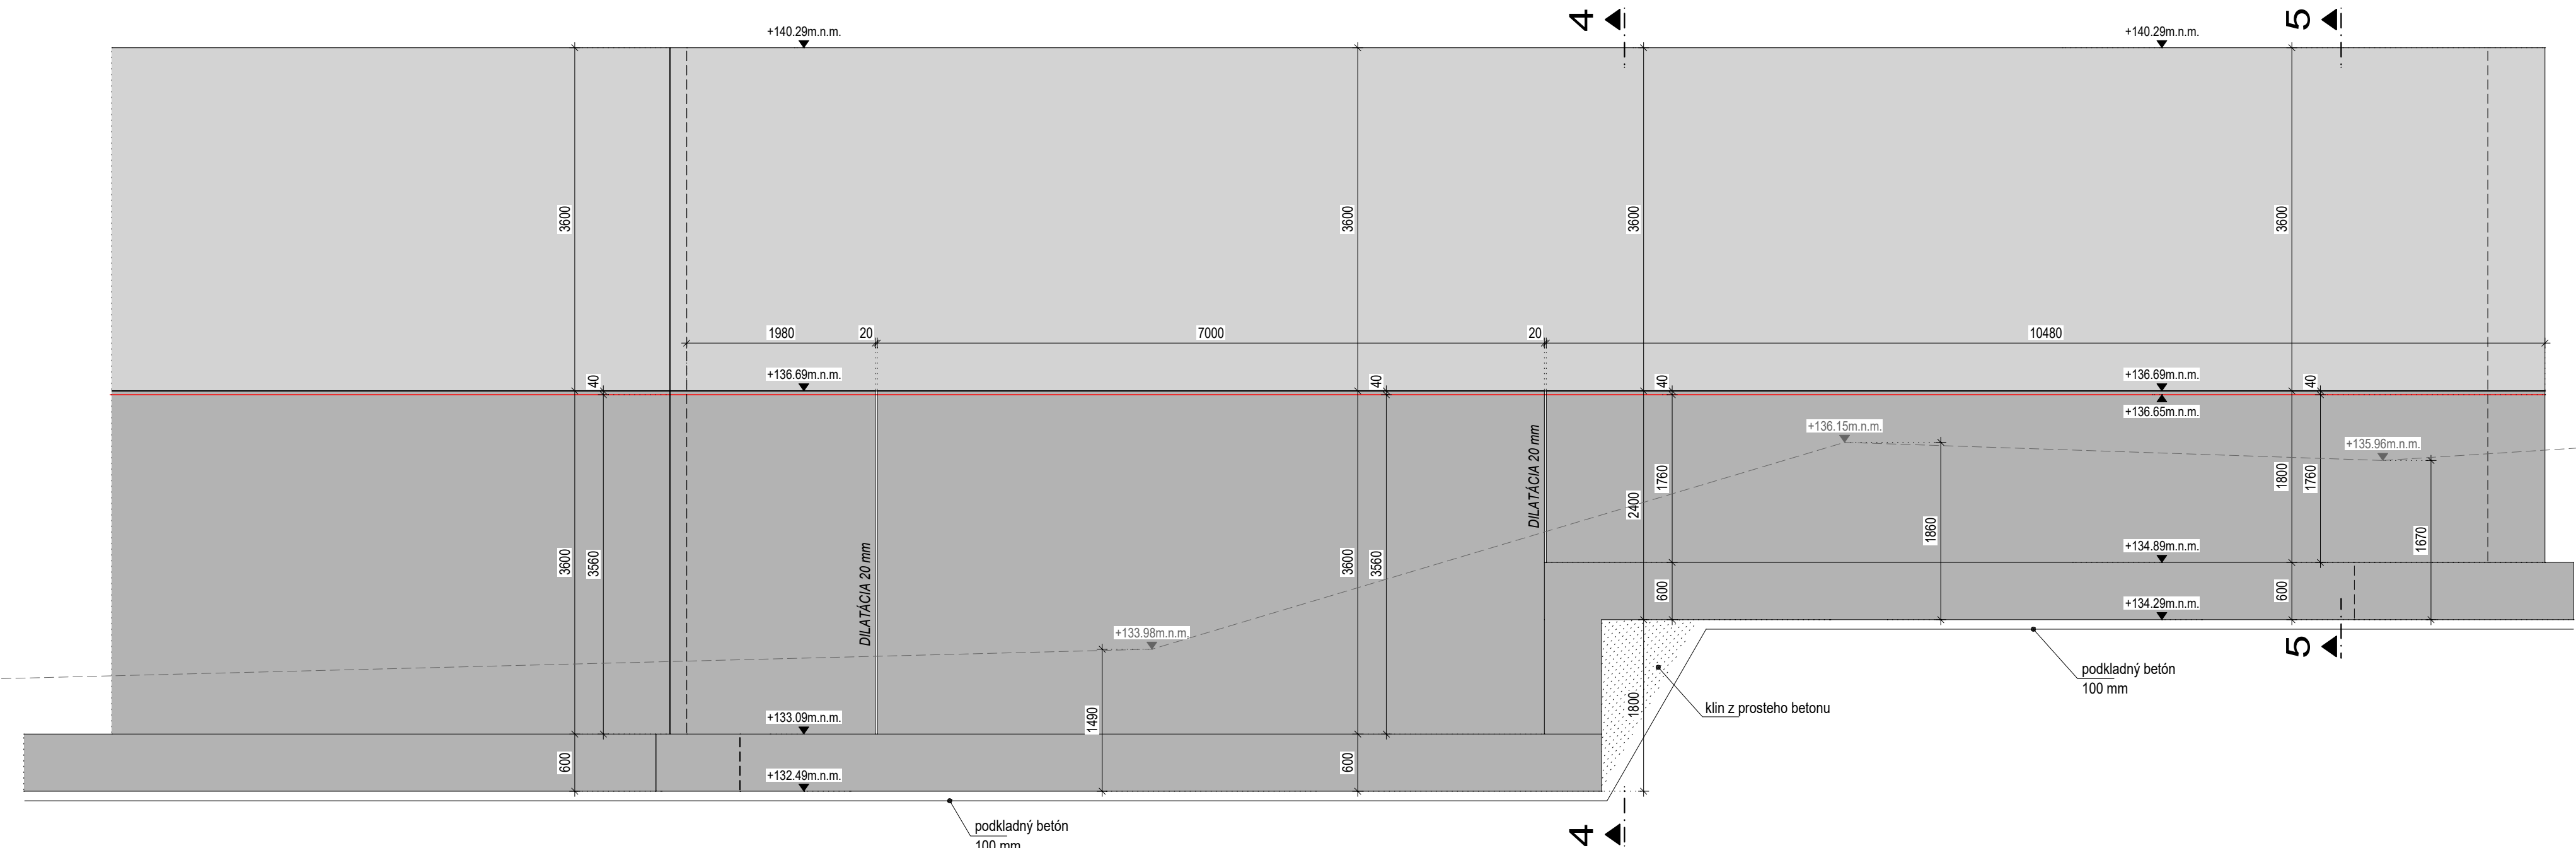 4
5
+140.29m.n.m.
+140.29m.n.m.
3600
3600
3600
3600
1980
20
7000
20
10480
+136.69m.n.m.
+136.69m.n.m.
40
40
40
40
+136.65m.n.m.
+136.15m.n.m.
+135.96m.n.m.
DILATÁCIA 20 mm
DILATÁCIA 20 mm
3600
3560
3600
3560
2400
1760
1860
1800
1760
1670
+134.89m.n.m.
600
600
+134.29m.n.m.
+133.98m.n.m.
1490
1800
5
podkladný betón
100 mm
klin z prosteho betonu
+133.09m.n.m.
600
600
+132.49m.n.m.
podkladný betón
100 mm
4